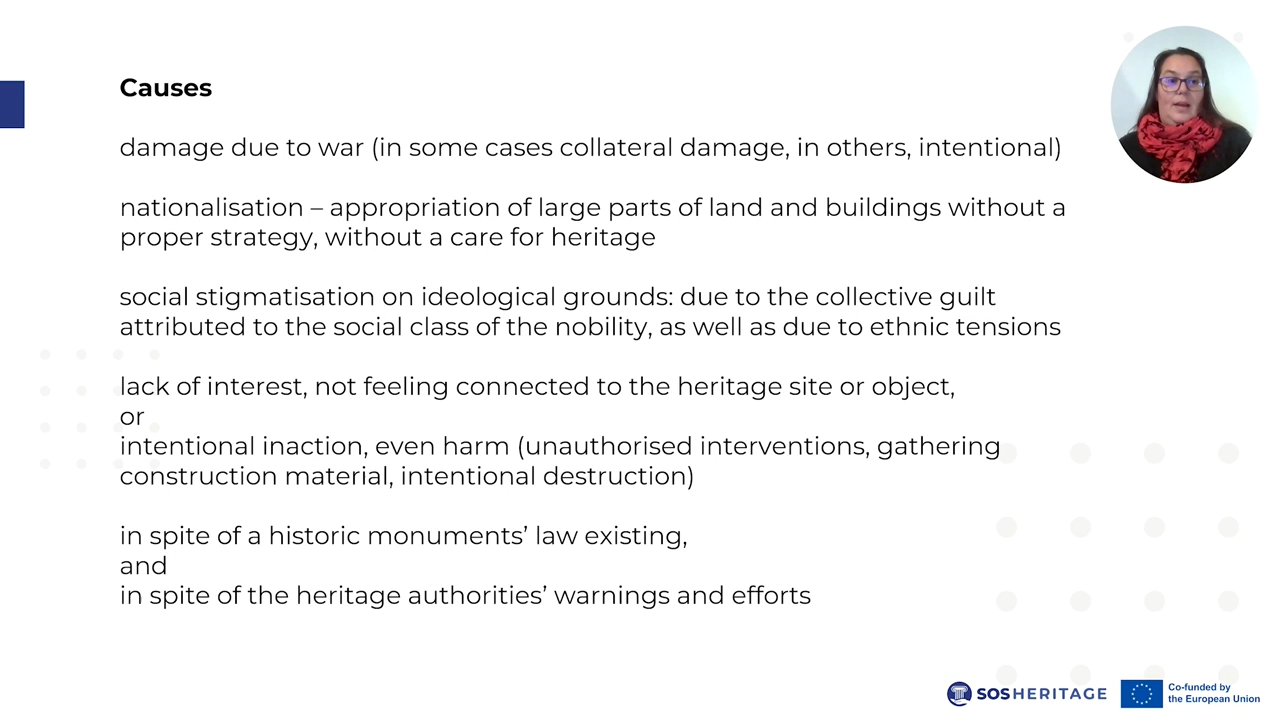 Causes
damage due to war (in some cases collateral damage, in others, intentional)
nationalisation – appropriation of large parts of land and buildings without a
proper strategy, without a care for heritage
social stigmatisation on ideological grounds: due to the collective guilt
attributed to the social class of the nobility, as well as due to ethnic tensions
lack of interest, not feeling connected to the heritage site or object,
or
intentional inaction, even harm (unauthorised interventions, gathering
construction material, intentional destruction)
in spite of a historic monuments’ law existing,
and
in spite of the heritage authorities’ warnings and efforts
SOSHERITAGE
Co-funded by
the European Union